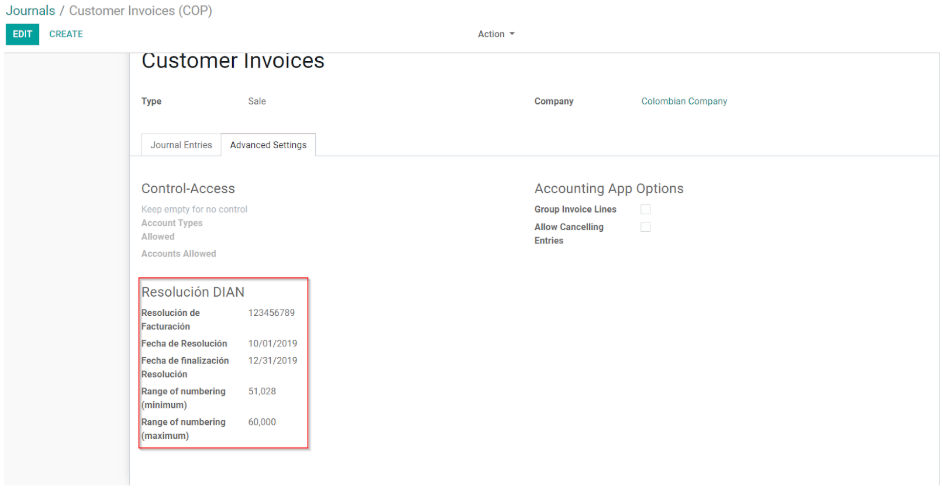 Journals / Customer Invoices (COP)
EDIT CREATE Action
Customer Invoices
Type Sale Company Colombian Company
Journal Entries Advanced Settings
Control-Access Accounting App Options
Keep empty for no control Group Invoice Lines
Account Types
Allowed
Allow Cancelling
Entries
Accounts Allowed
Resolución DIAN
Resolución de 123456789
Facturación
Fecha de Resolución 10/01/2019
Fecha de finalización 12/31/2019
Resolución
Range of numbering 51,028
(minimum)
Range of numbering 60,000
(maximum)